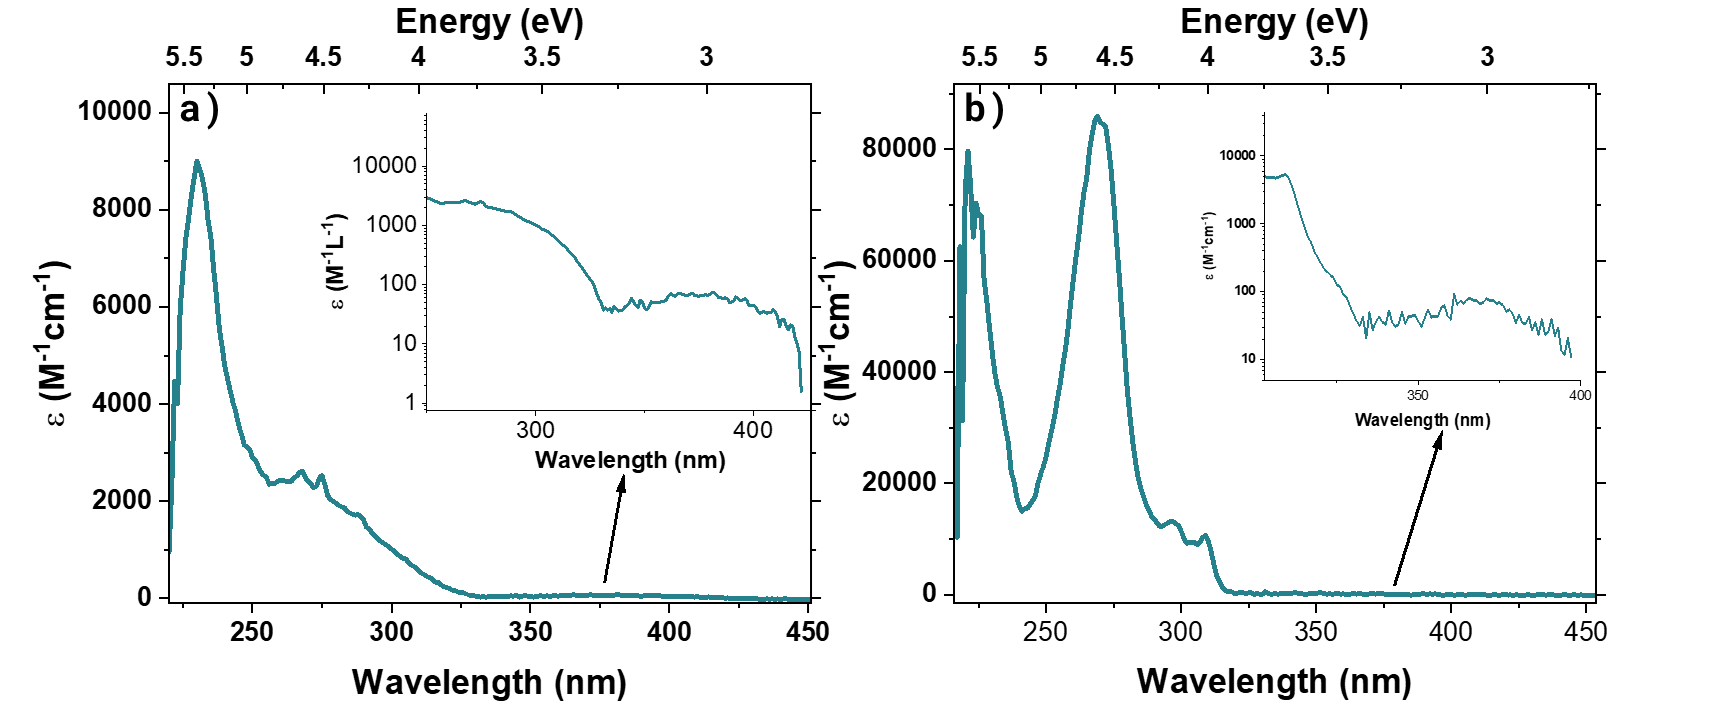 Energy (eV)
5.5 5 4.5 4 3.5 3
a)
10000
8000
6000
4000
2000
0
ε (M⁻¹cm⁻¹)
250 300 350 400 450
Wavelength (nm)
10000
1000
100
10
1
ε (M⁻¹L⁻¹)
300 400
Wavelength (nm)
Energy (eV)
5.5 5 4.5 4 3.5 3
b)
80000
60000
40000
20000
0
ε (M⁻¹cm⁻¹)
250 300 350 400 450
Wavelength (nm)
10000
1000
100
10
ε (M⁻¹cm⁻¹)
350 400
Wavelength (nm)